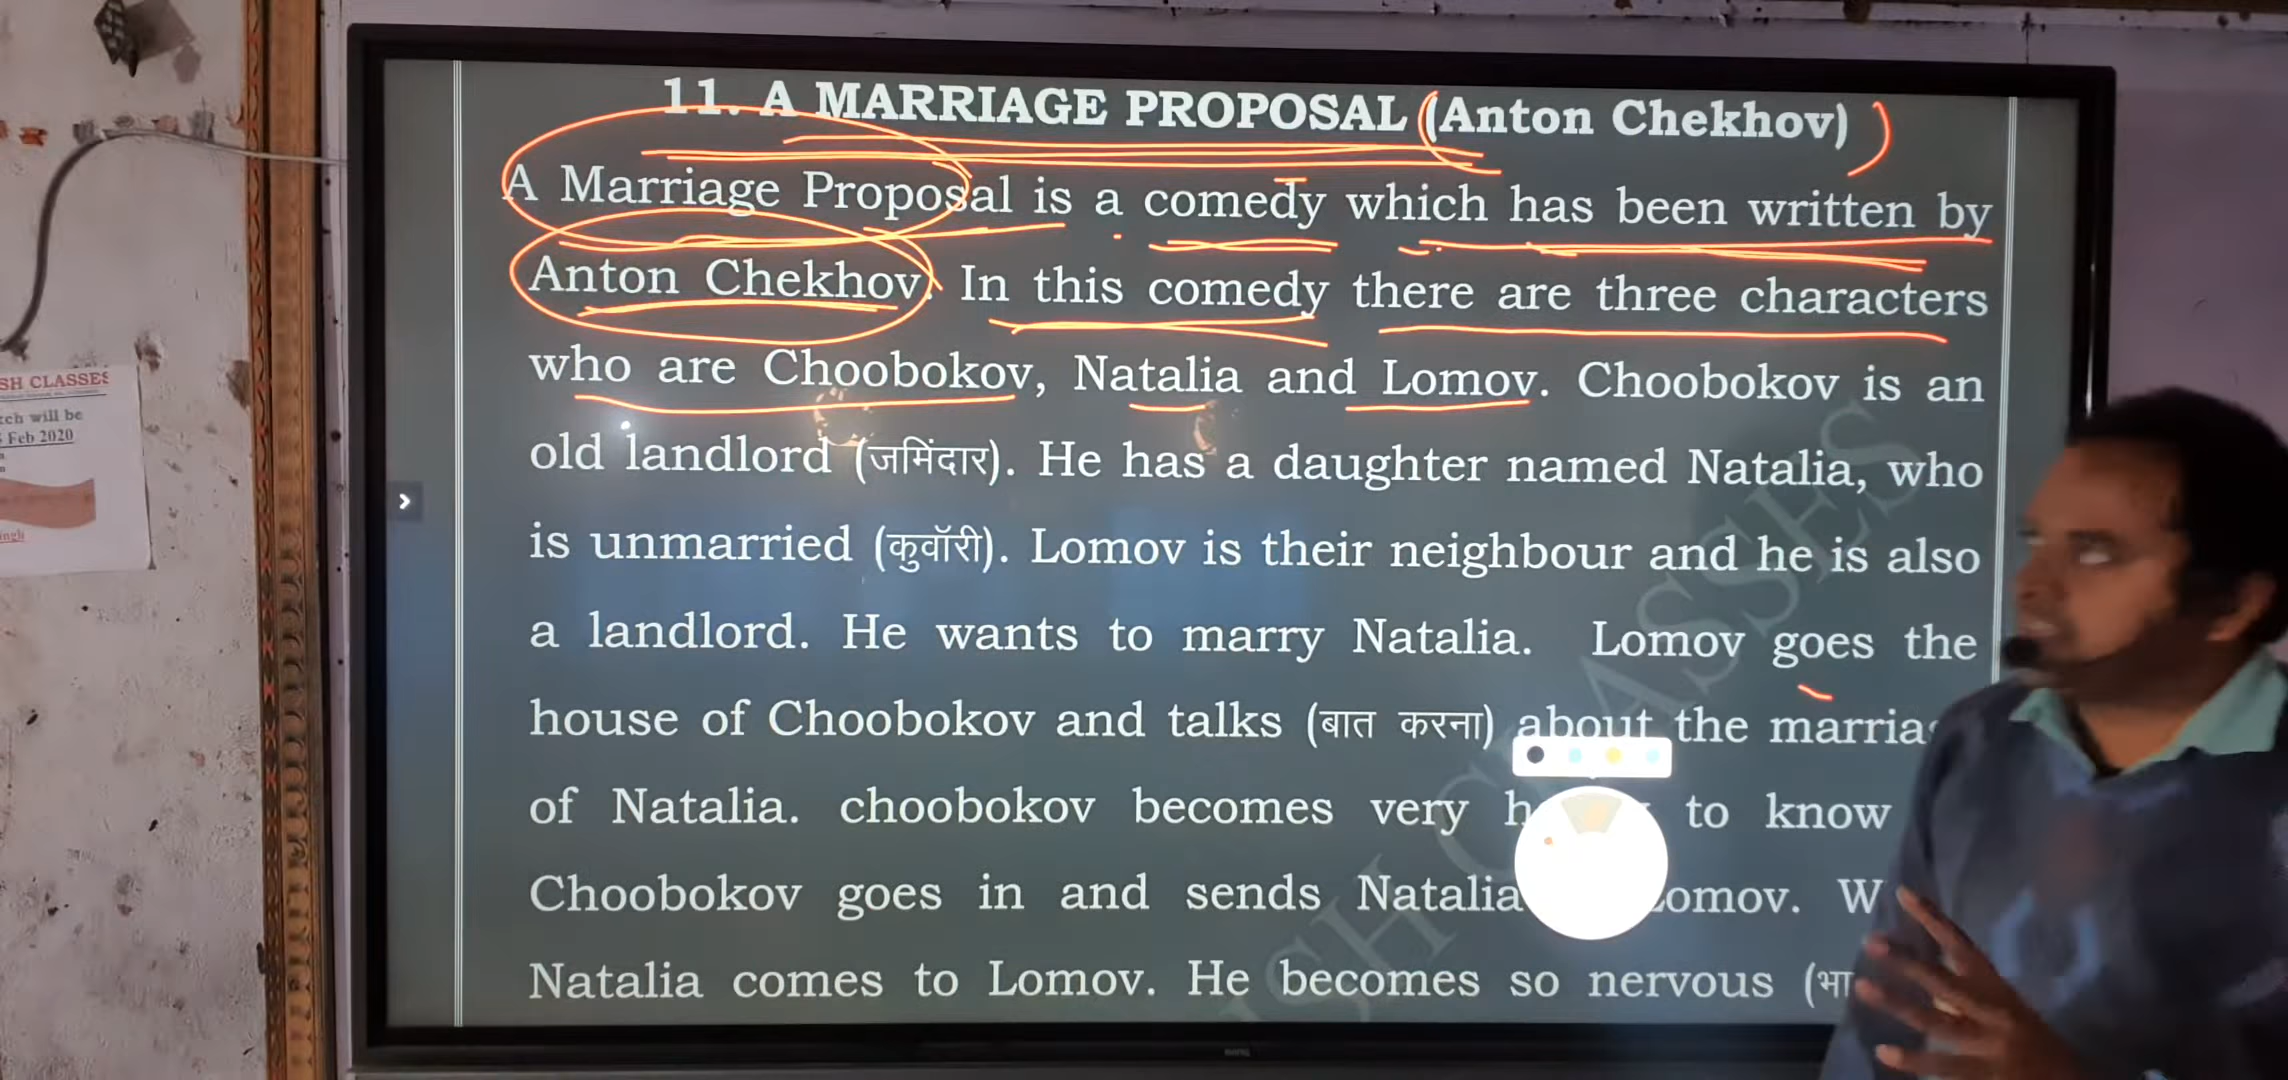 11. A MARRIAGE PROPOSAL (Anton Chekhov)
A Marriage Proposal is a comedy which has been written by
Anton Chekhov. In this comedy there are three characters
who are Choobokov, Natalia and Lomov. Choobokov is an
old landlord (जमिंदार). He has a daughter named Natalia, who
is unmarried (कुवॉरी). Lomov is their neighbour and he is also
a landlord. He wants to marry Natalia. Lomov goes the
house of Choobokov and talks (बात करना) about the
of Natalia. choobokov becomes very to know
Choobokov goes in and sends Natalia
Natalia comes to Lomov. He becomes so nervous
SH CLASSES
will be
Feb 2020
CLASSES